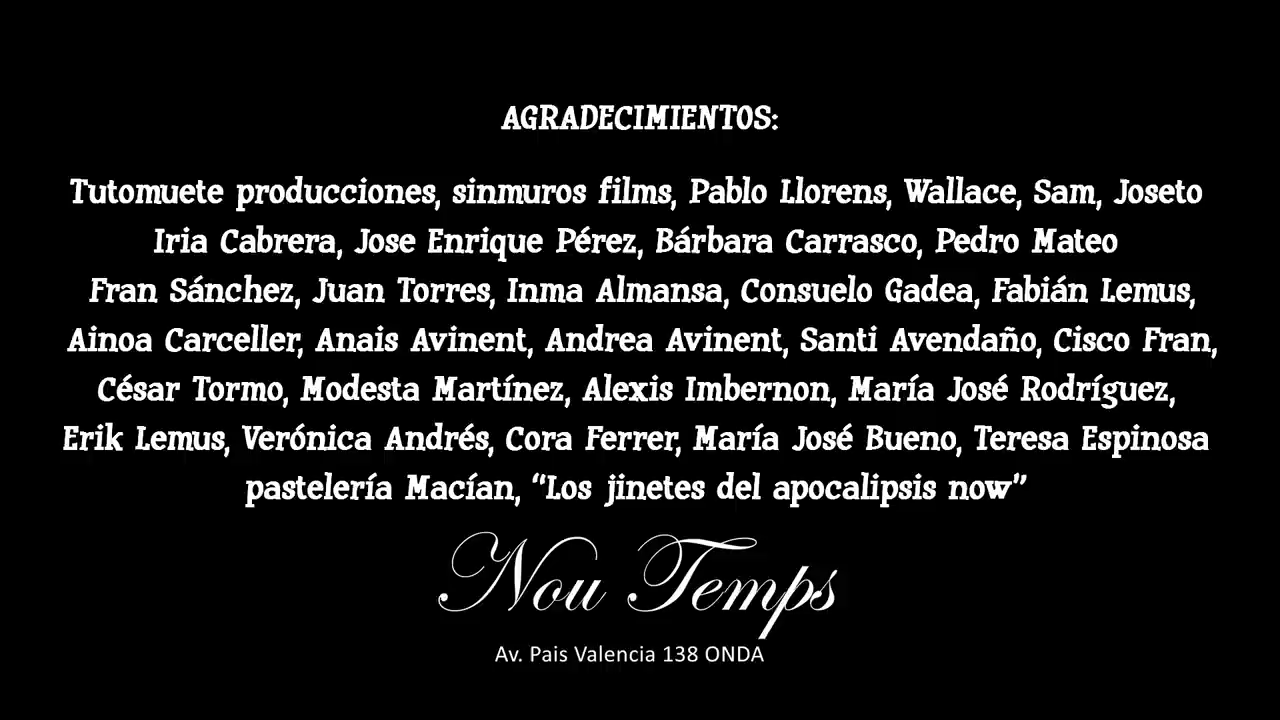 AGRADECIMIENTOS:
Tutomuete producciones, sinmuros films, Pablo Llorens, Wallace, Sam, Joseto
Iria Cabrera, Jose Enrique Pérez, Bárbara Carrasco, Pedro Mateo
Fran Sánchez, Juan Torres, Inma Almansa, Consuelo Gadea, Fabián Lemus,
Ainoa Carceller, Anais Avinent, Andrea Avinent, Santi Avendaño, Cisco Fran,
César Tormo, Modesta Martínez, Alexis Imbernon, María José Rodríguez,
Erik Lemus, Verónica Andrés, Cora Ferrer, María José Bueno, Teresa Espinosa
pastelería Macían, “Los jinetes del apocalipsis now”
Nou Temps
Av. Pais Valencia 138 ONDA